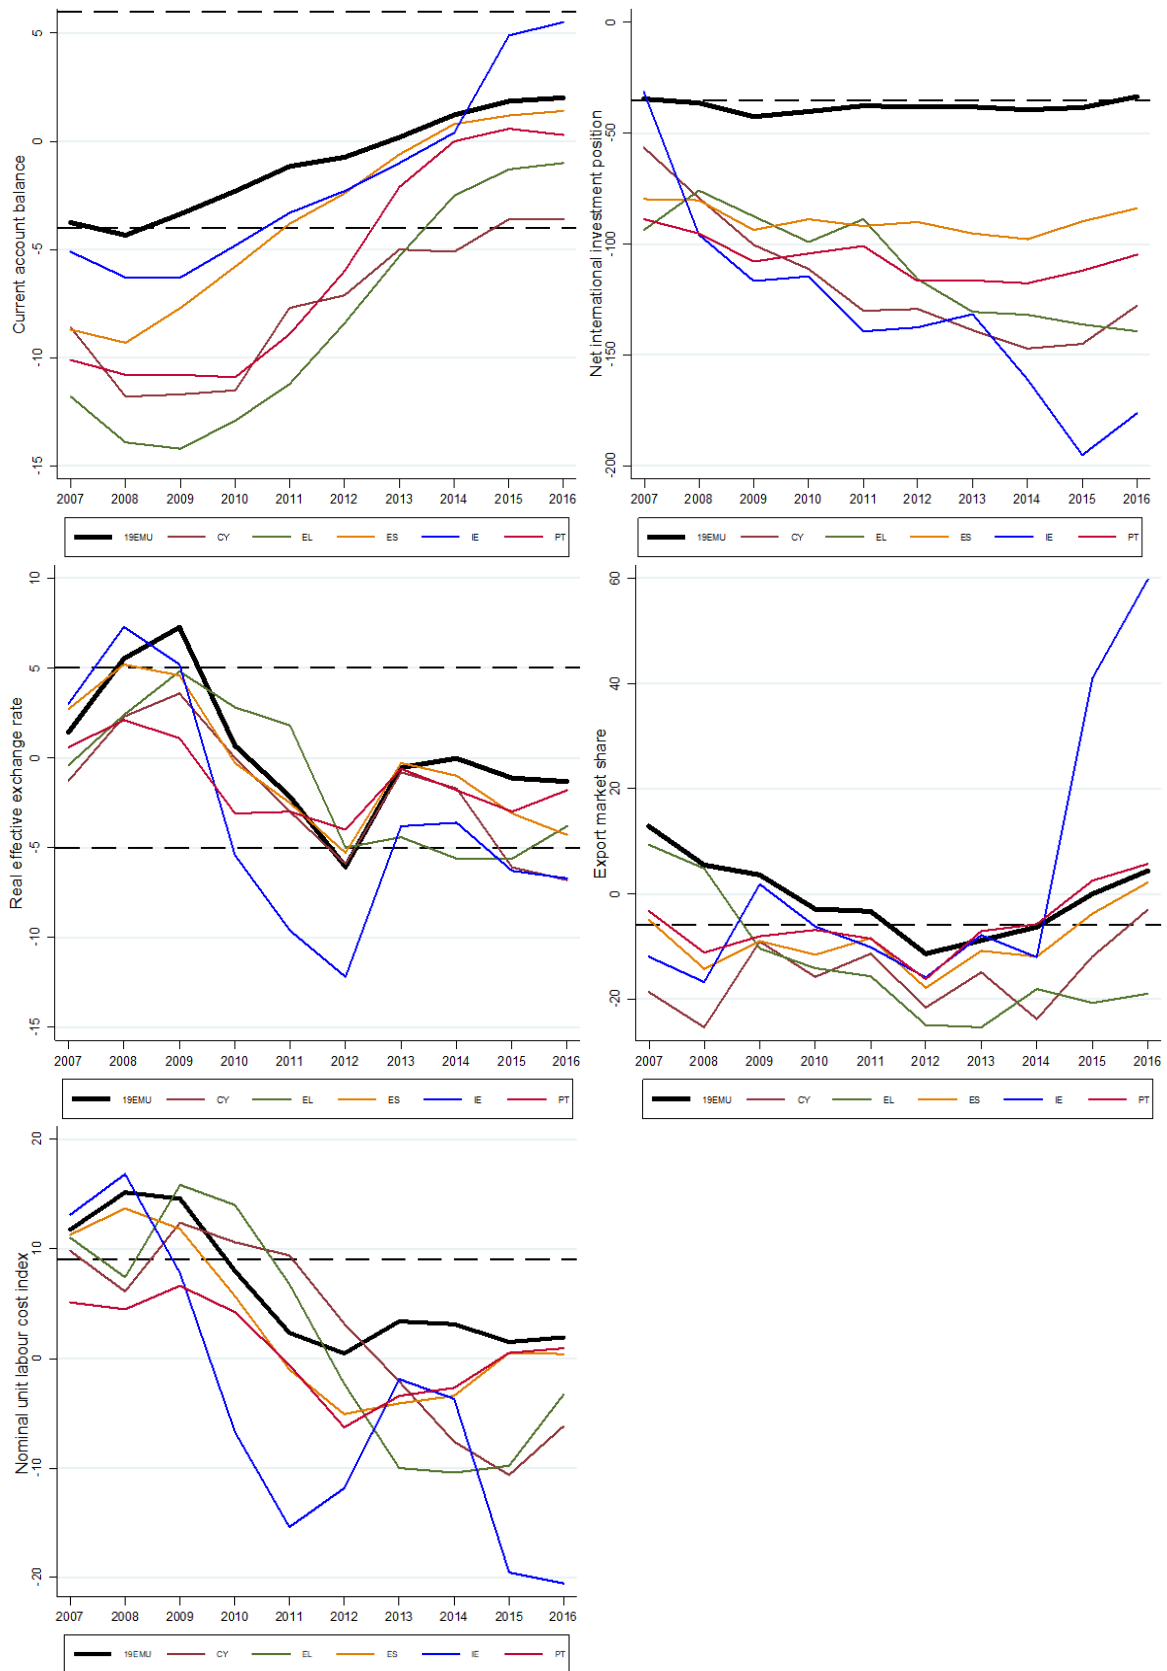 Current account balance
5
0
-5
-10
-15
2007 2008 2009 2010 2011 2012 2013 2014 2015 2016
19EMU CY EL ES IE PT
Net international investment position
0
-50
-100
-150
-200
2007 2008 2009 2010 2011 2012 2013 2014 2015 2016
19EMU CY EL ES IE PT
Real effective exchange rate
10
5
0
-5
-10
-15
2007 2008 2009 2010 2011 2012 2013 2014 2015 2016
19EMU CY EL ES IE PT
Export market share
60
40
20
0
-20
2007 2008 2009 2010 2011 2012 2013 2014 2015 2016
19EMU CY EL ES IE PT
Nominal unit labour cost index
20
10
0
-10
-20
2007 2008 2009 2010 2011 2012 2013 2014 2015 2016
19EMU CY EL ES IE PT